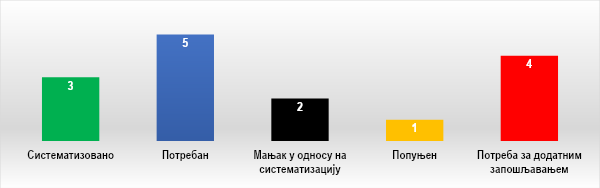 3
5
2
1
4
Систематизовано
Потребан
Мањак у односу на
систематизацију
Попуњен
Потреба за додатним
запошљавањем